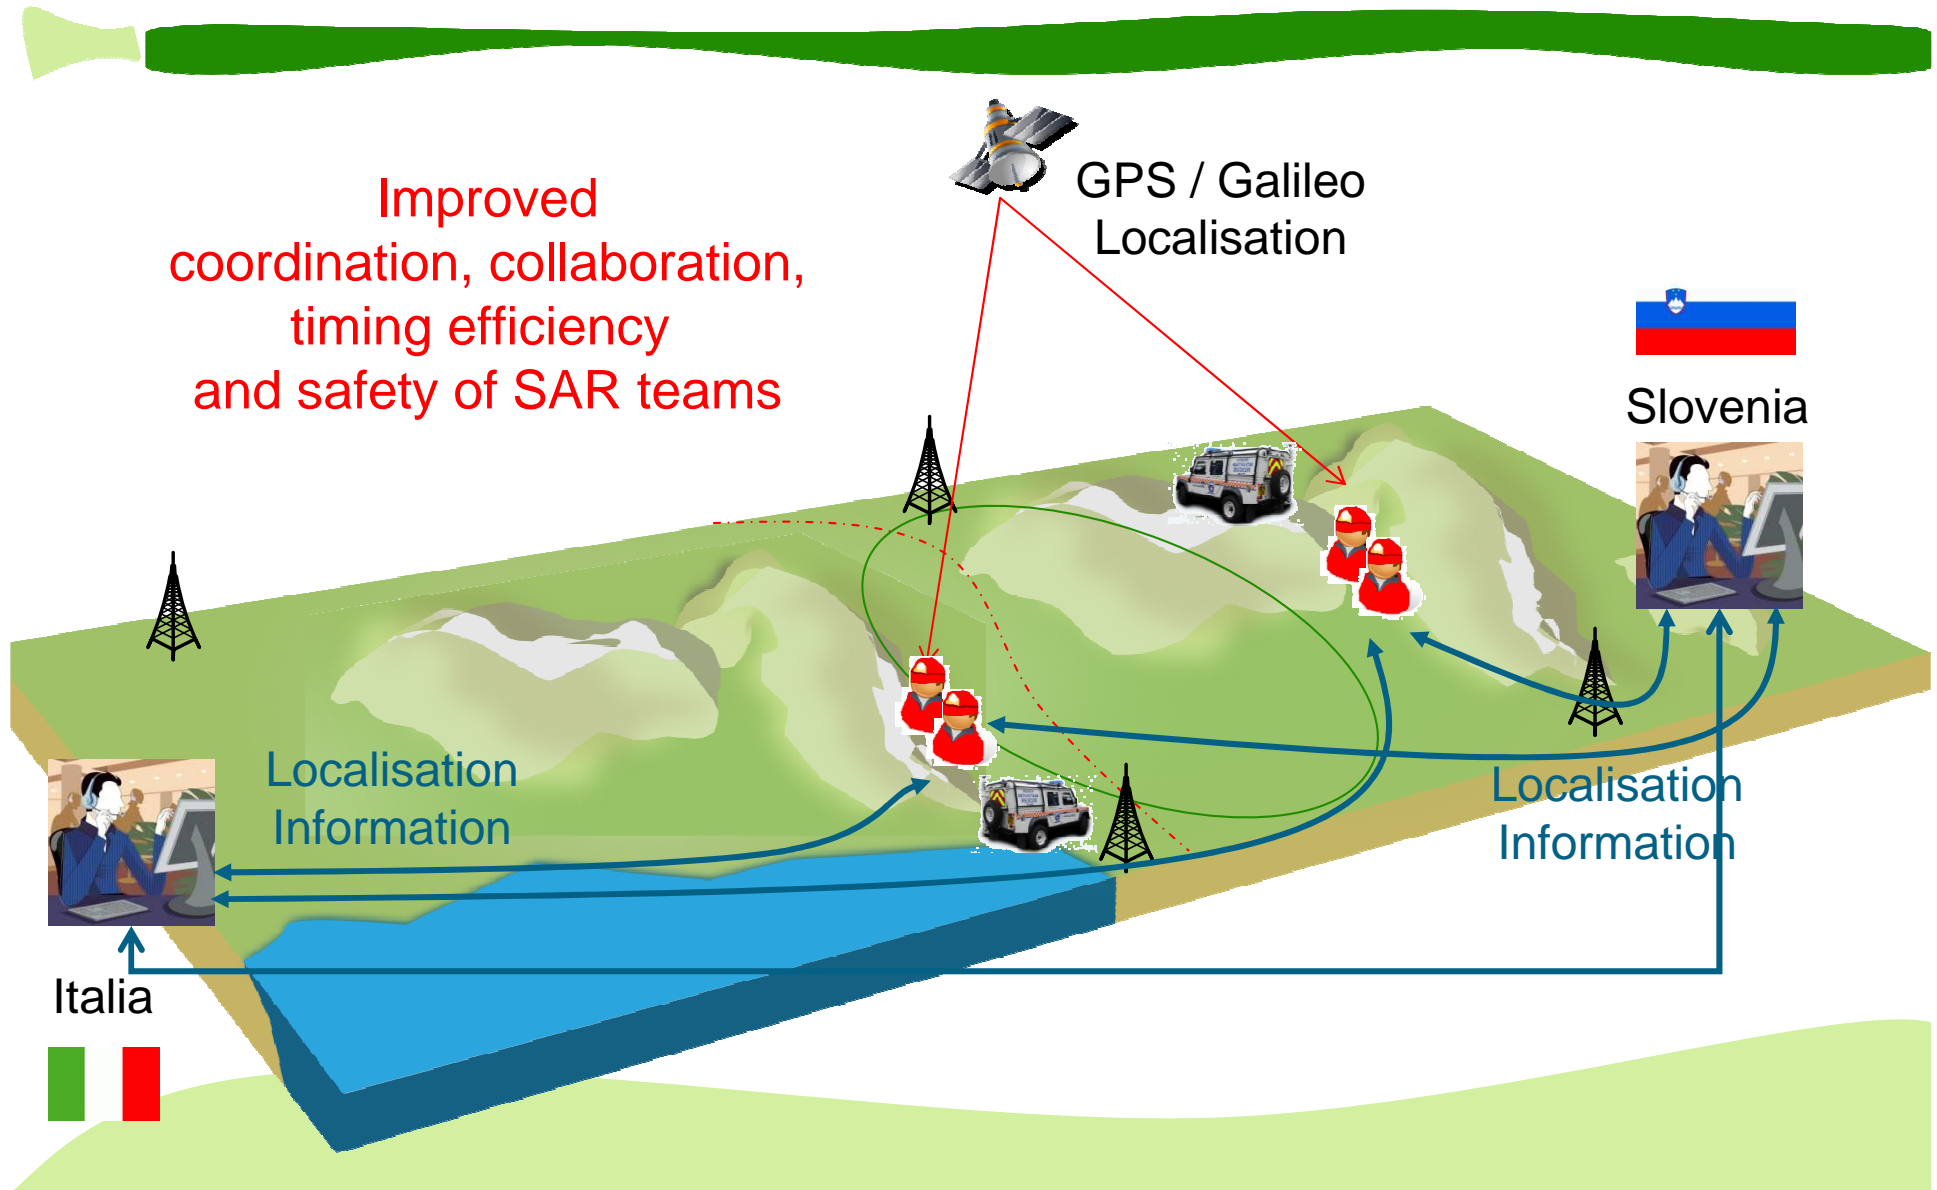 Improved
coordination, collaboration,
timing efficiency
and safety of SAR teams
GPS / Galileo
Localisation
Slovenia
Localisation
Information
Localisation
Information
Italia